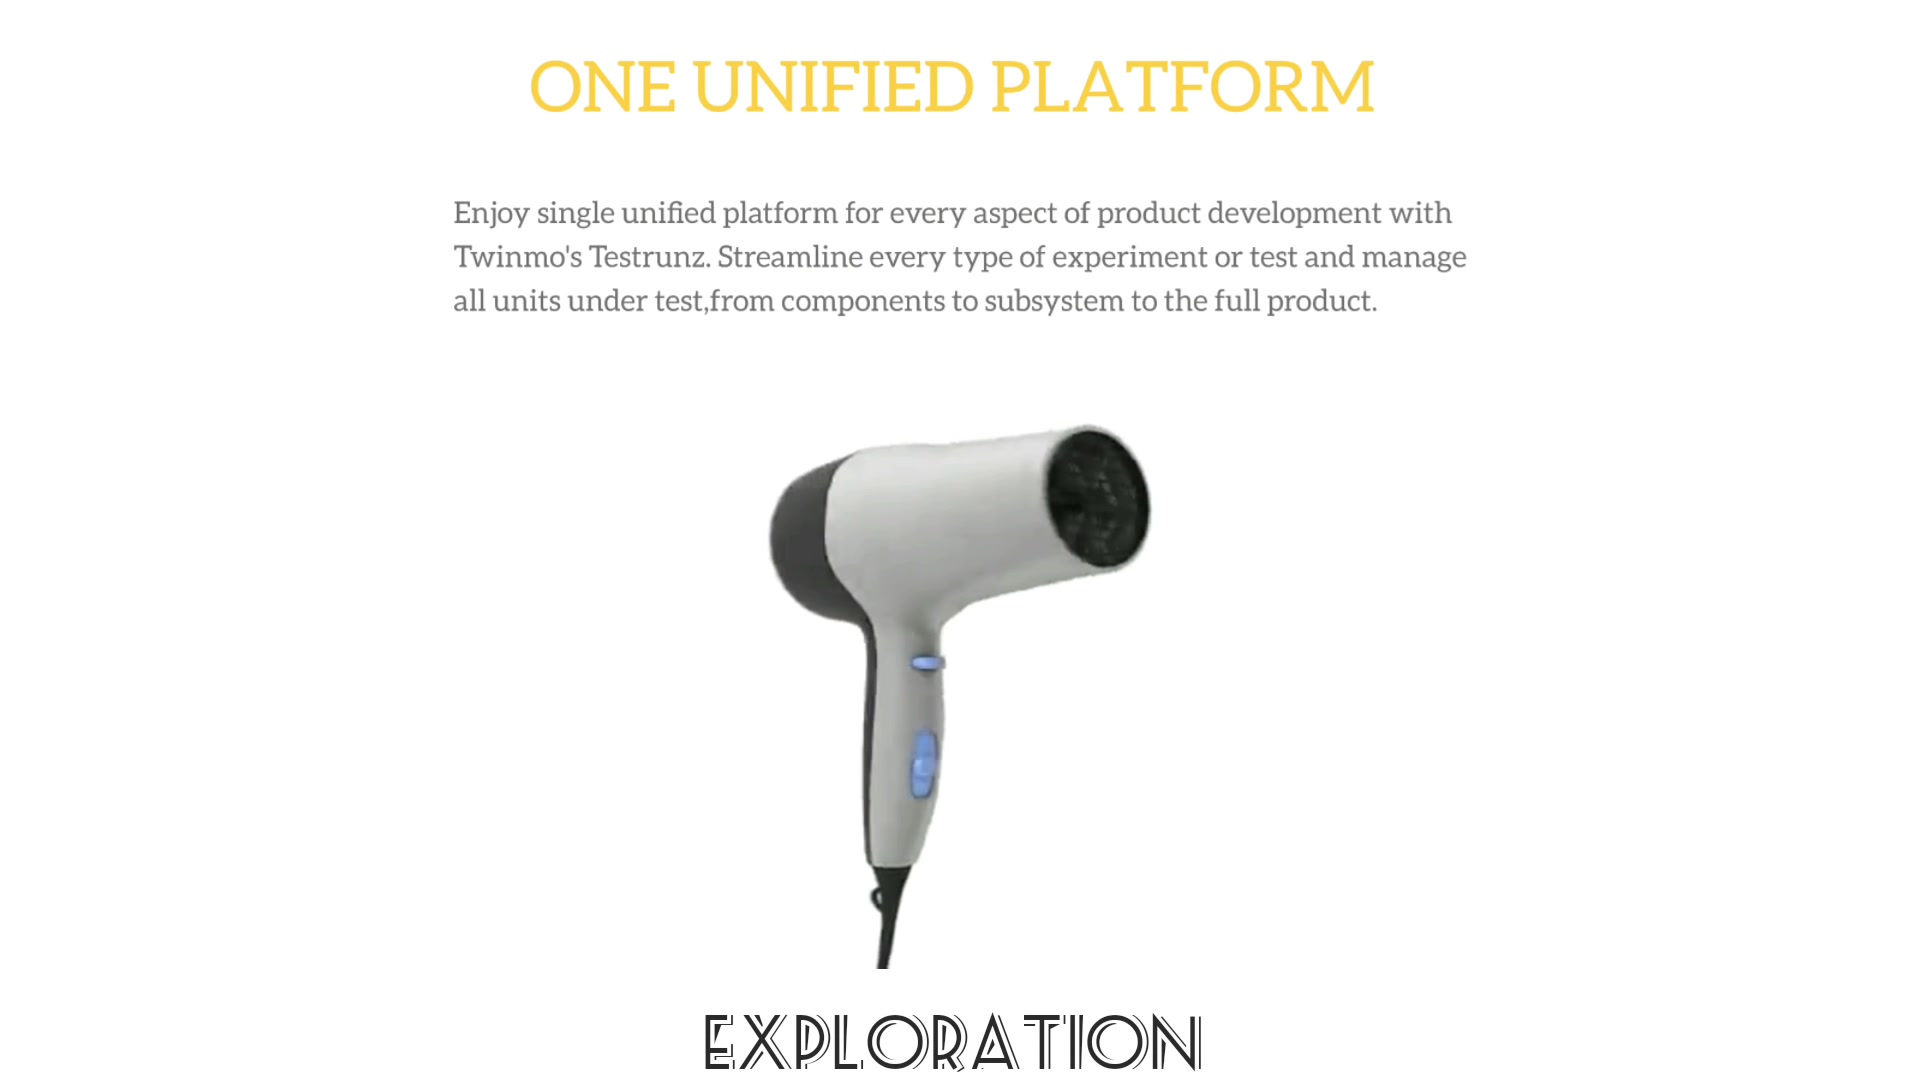 ONE UNIFIED PLATFORM
Enjoy single unified platform for every aspect of product development with
Twinmo's Testrunz. Streamline every type of experiment or test and manage
all units under test,from components to subsystem to the full product.
EXPLORATION